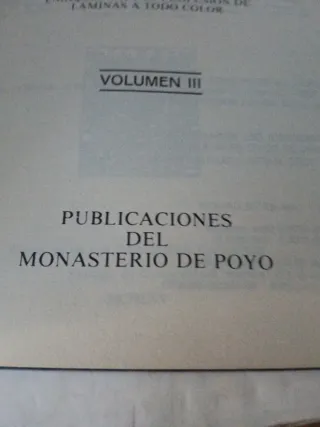 LAMINAS A TODO COLOR
VOLUMEN III
PUBLICACIONES
DEL
MONASTERIO DE POYO